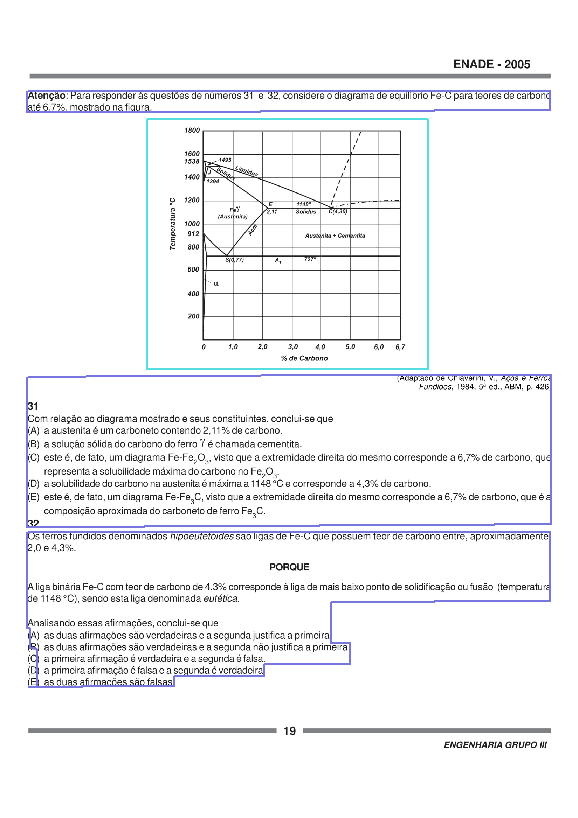 ENADE - 2005
Atenção: Para responder às questões de números 31 e 32, considere o diagrama de equilíbrio Fe-C para teores de carbono
até 6,7%, mostrado na figura.
1800
1600
1538
1495
Liquidus
Solidus
1400
1394
1200
E
1148°
Feγ
(Austenita)
2,11
Solidus
C(4,30)
1000
912
Acm
Austenita + Cementita
800
S(0,77)
A1
727°
600
α
400
200
Temperatura °C
0 1,0 2,0 3,0 4,0 5,0 6,0 6,7
% de Carbono
(Adaptado de Chiaverini, V., Aços e Ferros
Fundidos, 1984, 5ª ed., ABM, p. 426)
31
Com relação ao diagrama mostrado e seus constituintes, conclui-se que
(A) a austenita é um carboneto contendo 2,11% de carbono.
(B) a solução sólida do carbono do ferro γ é chamada cementita.
(C) este é, de fato, um diagrama Fe-Fe2O3, visto que a extremidade direita do mesmo corresponde a 6,7% de carbono, que
representa a solubilidade máxima do carbono no Fe2O3.
(D) a solubilidade do carbono na austenita é máxima a 1148 °C e corresponde a 4,3% de carbono.
(E) este é, de fato, um diagrama Fe-Fe3C, visto que a extremidade direita do mesmo corresponde a 6,7% de carbono, que é a
composição aproximada do carboneto de ferro Fe3C.
32
Os ferros fundidos denominados hipoeutetóides são ligas de Fe-C que possuem teor de carbono entre, aproximadamente,
2,0 e 4,3%.
PORQUE
A liga binária Fe-C com teor de carbono de 4,3% corresponde à liga de mais baixo ponto de solidificação ou fusão (temperatura
de 1148 °C), sendo esta liga denominada eutética.
Analisando essas afirmações, conclui-se que
(A) as duas afirmações são verdadeiras e a segunda justifica a primeira.
(B) as duas afirmações são verdadeiras e a segunda não justifica a primeira.
(C) a primeira afirmação é verdadeira e a segunda é falsa.
(D) a primeira afirmação é falsa e a segunda é verdadeira.
(E) as duas afirmações são falsas.
19
ENGENHARIA GRUPO III